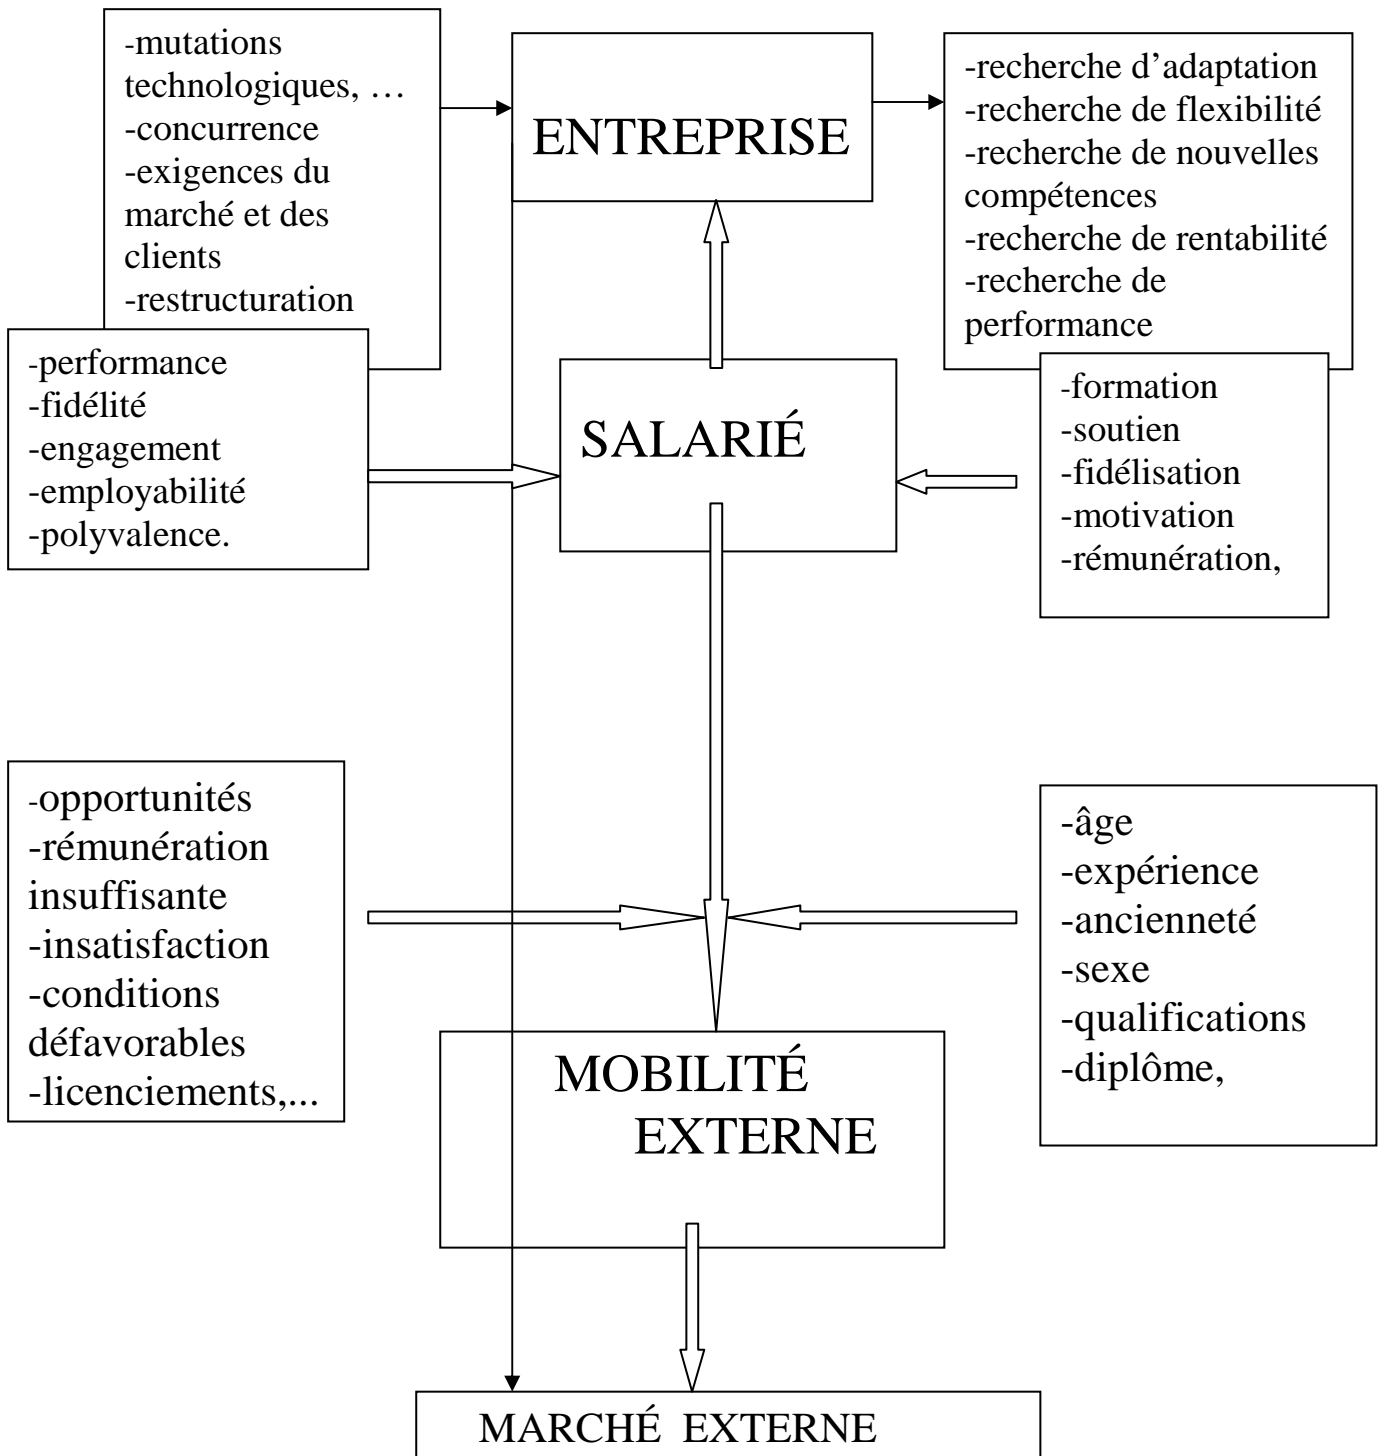 -mutations
technologiques, …
-concurrence
-exigences du
marché et des
clients
-restructuration
ENTREPRISE
-recherche d’adaptation
-recherche de flexibilité
-recherche de nouvelles
compétences
-recherche de rentabilité
-recherche de
performance
-performance
-fidélité
-engagement
-employabilité
-polyvalence.
SALARIÉ
-formation
-soutien
-fidélisation
-motivation
-rémunération,
-opportunités
-rémunération
insuffisante
-insatisfaction
-conditions
défavorables
-licenciements,...
-âge
-expérience
-ancienneté
-sexe
-qualifications
-diplôme,
MOBILITÉ
EXTERNE
MARCHÉ EXTERNE